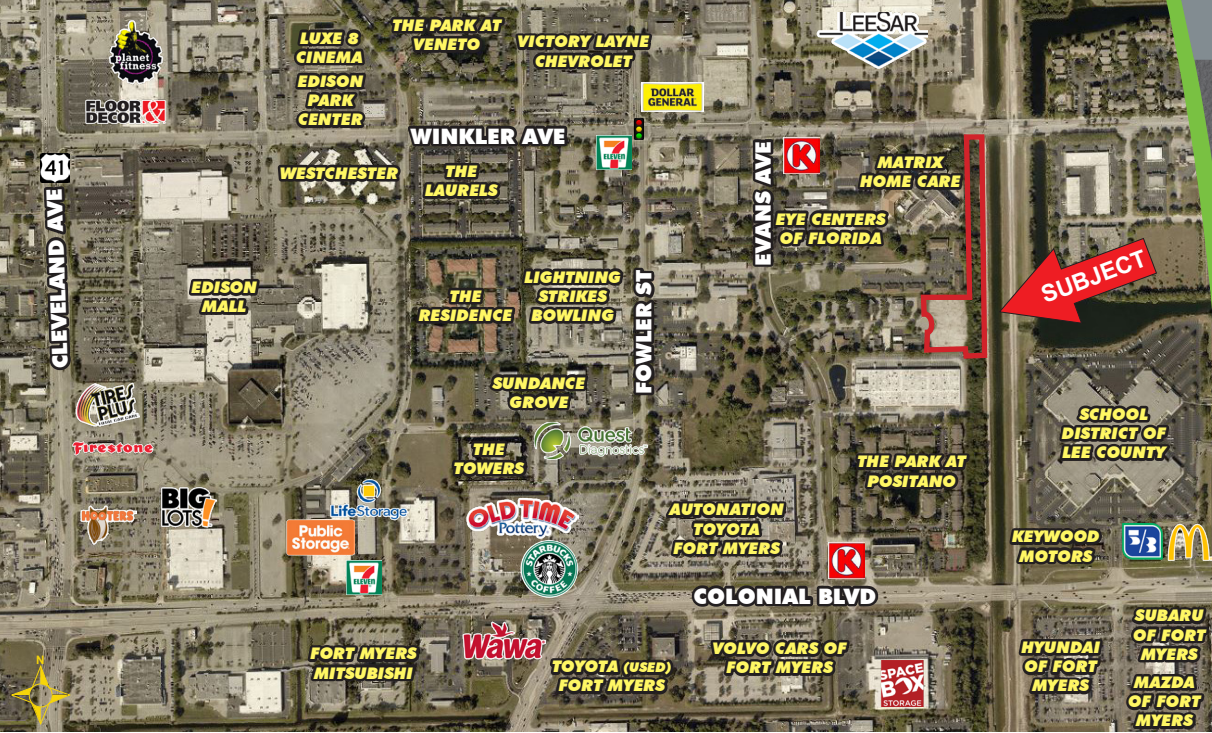 planet
fitness
FLOOR
& DECOR
LUXE 8
CINEMA
EDISON
PARK
CENTER
THE PARK AT
VENETO
VICTORY LAYNE
CHEVROLET
DOLLAR
GENERAL
LEESAR
WINKLER AVE
7
ELEVEN
K
41
CLEVELAND AVE
WESTCHESTER
THE
LAURELS
EVANS AVE
MATRIX
HOME CARE
EYE CENTERS
OF FLORIDA
SUBJECT
EDISON
MALL
THE
RESIDENCE
LIGHTNING
STRIKES
BOWLING
FOWLER ST
TIRES
PLUS
Firestone
SUNDANCE
GROVE
Quest
Diagnostics
THE
TOWERS
SCHOOL
DISTRICT OF
LEE COUNTY
THE PARK AT
POSITANO
HOOTERS
BIG
LOTS!
LifeStorage
Public
Storage
7
ELEVEN
OLD TIME
Pottery
STARBUCKS
COFFEE
AUTONATION
TOYOTA
FORT MYERS
K
KEYWOOD
MOTORS
5/3
M
COLONIAL BLVD
FORT MYERS
MITSUBISHI
Wawa
TOYOTA (USED)
FORT MYERS
VOLVO CARS OF
FORT MYERS
SPACE
BOX
STORAGE
HYUNDAI
OF FORT
MYERS
SUBARU
OF FORT
MYERS
MAZDA
OF FORT
MYERS
N